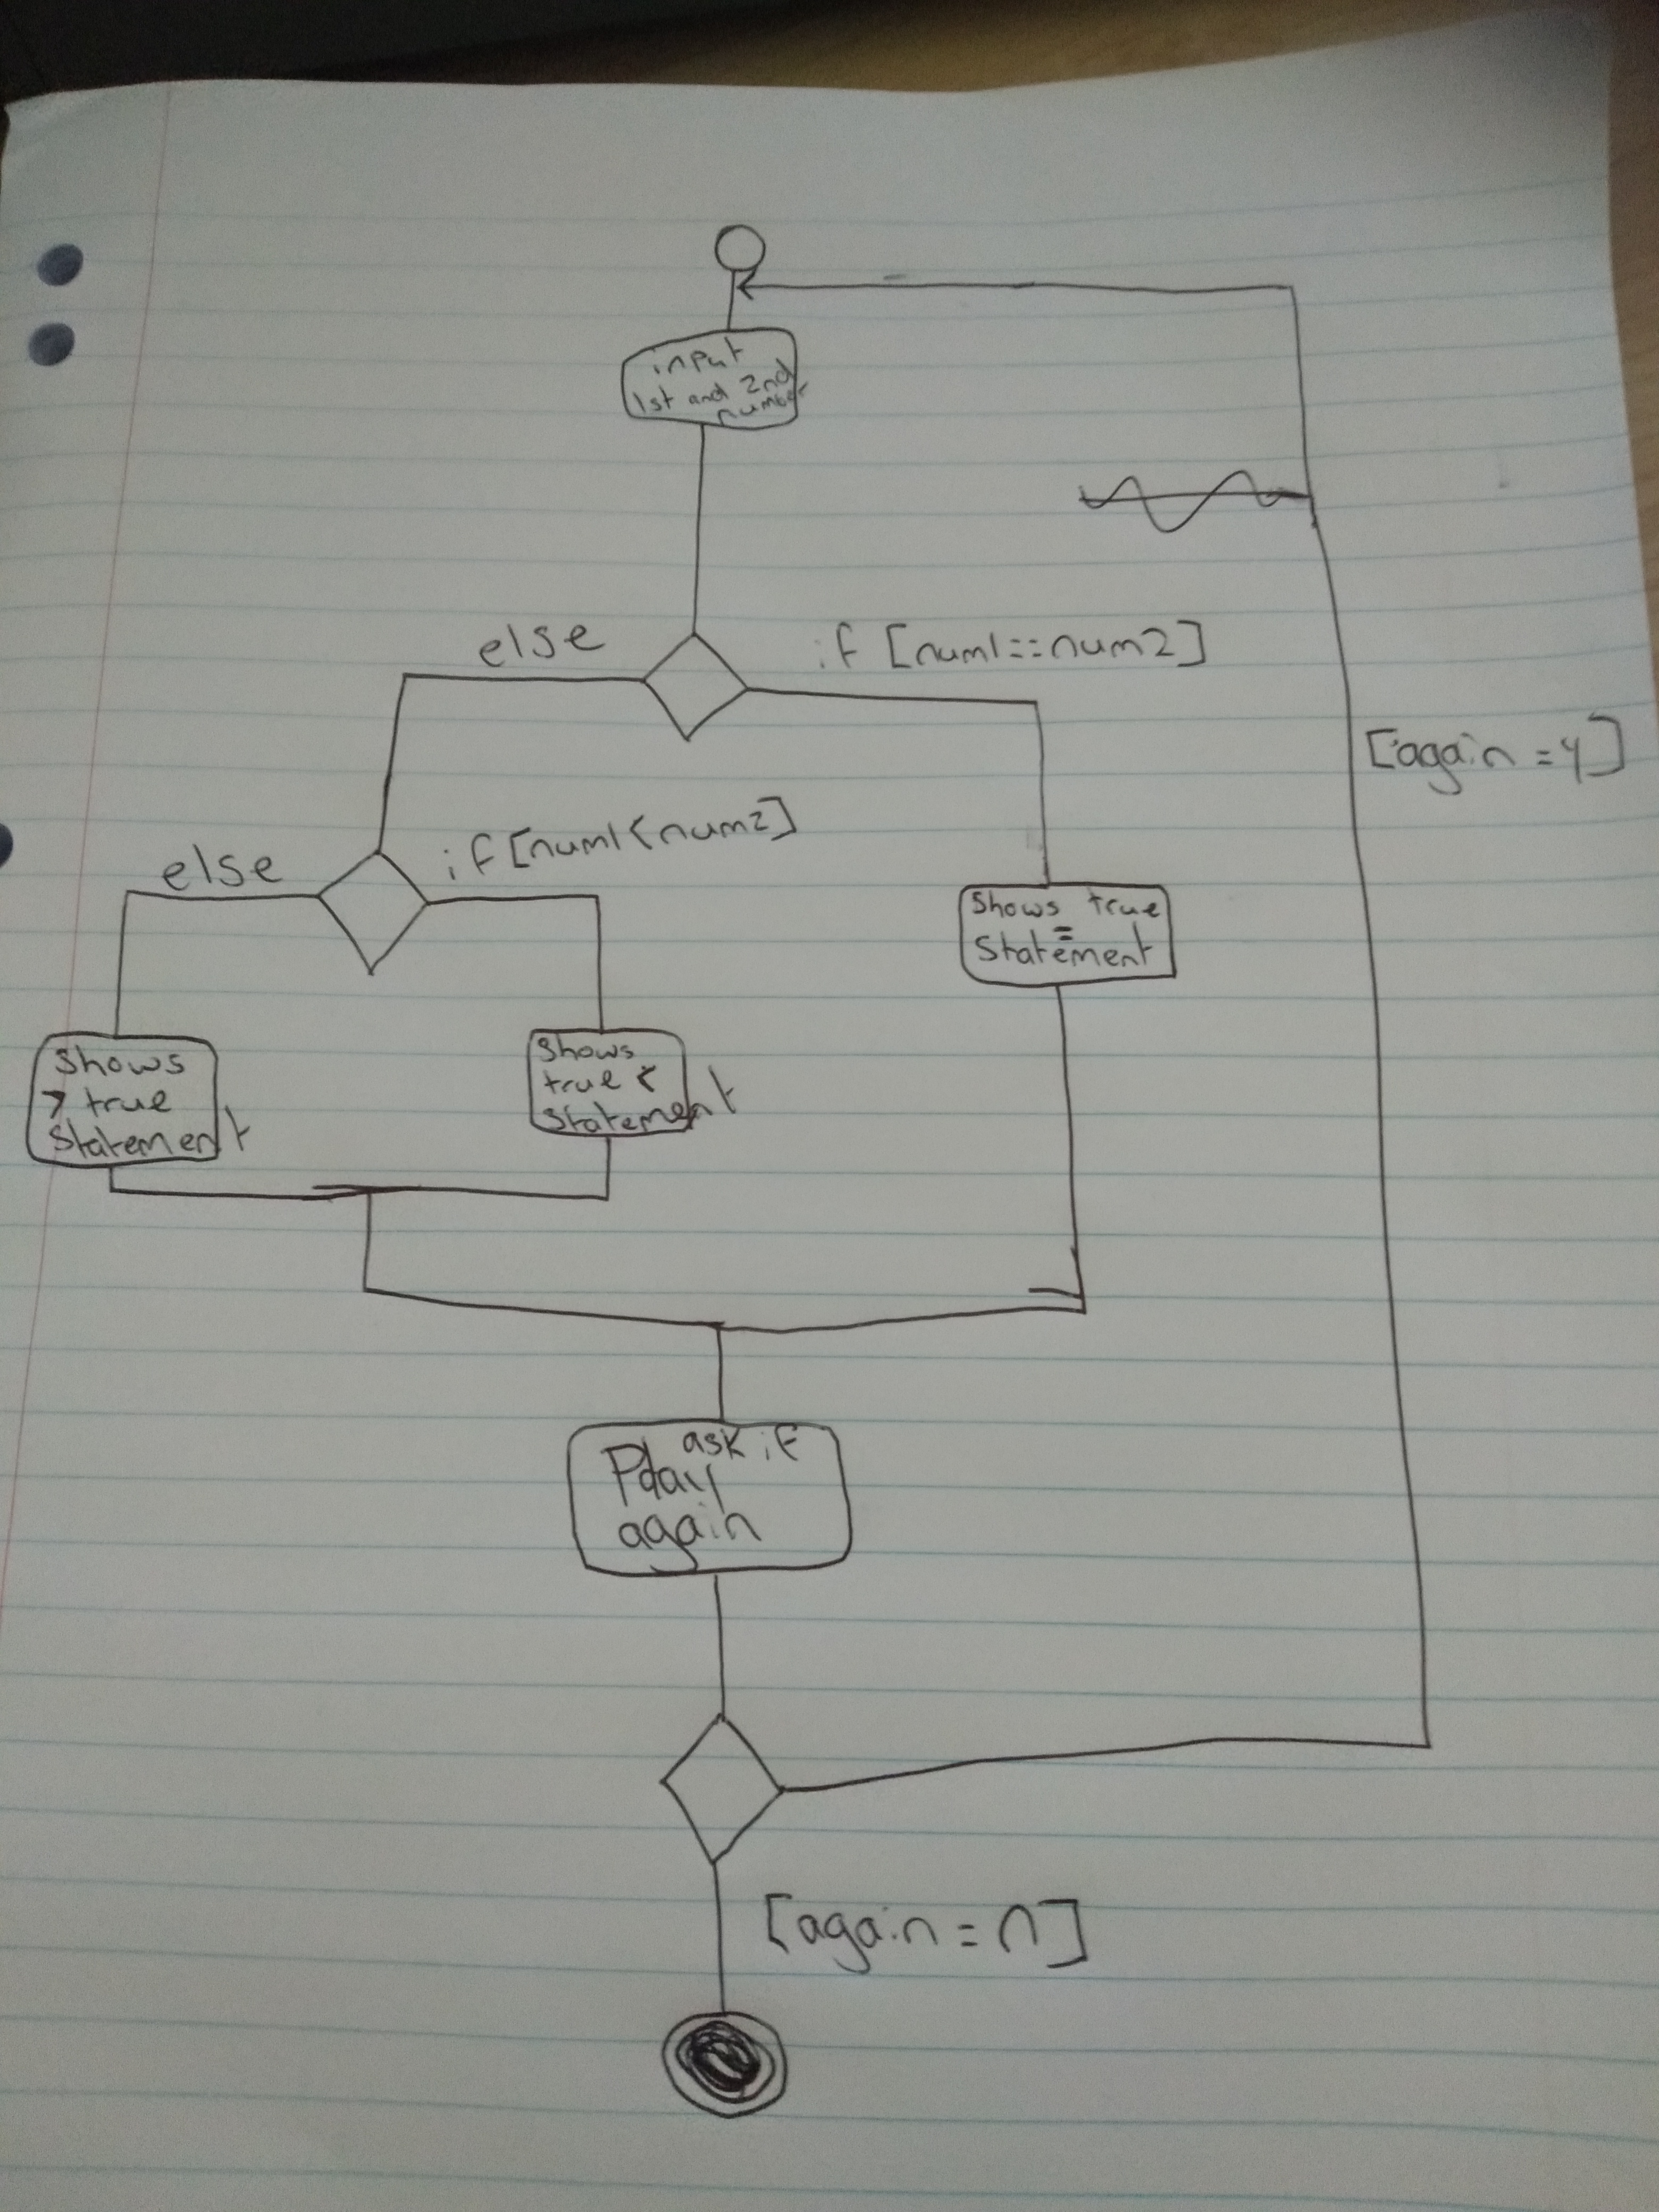 input
1st and 2nd
number
else
if [num1==num2]
[again=y]
else
if [num1<num2]
Shows true
=
Statement
Shows
> true
Statement
Shows
true <
Statement
ask if
Play
again
[again=n]